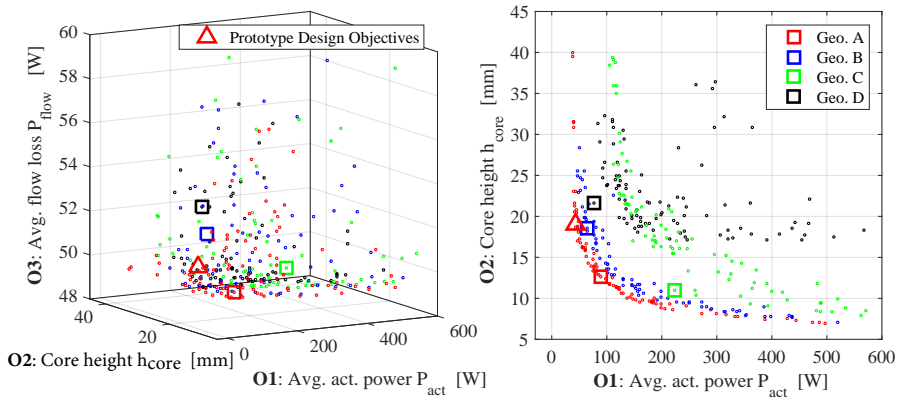 Prototype Design Objectives
O3: Avg. flow loss P_flow [W]
60
58
56
54
52
50
48
40
20
0
200
400
600
O2: Core height h_core [mm]
O1: Avg. act. power P_act [W]
Geo. A
Geo. B
Geo. C
Geo. D
O2: Core height h_core [mm]
45
40
35
30
25
20
15
10
5
0
100
200
300
400
500
600
O1: Avg. act. power P_act [W]